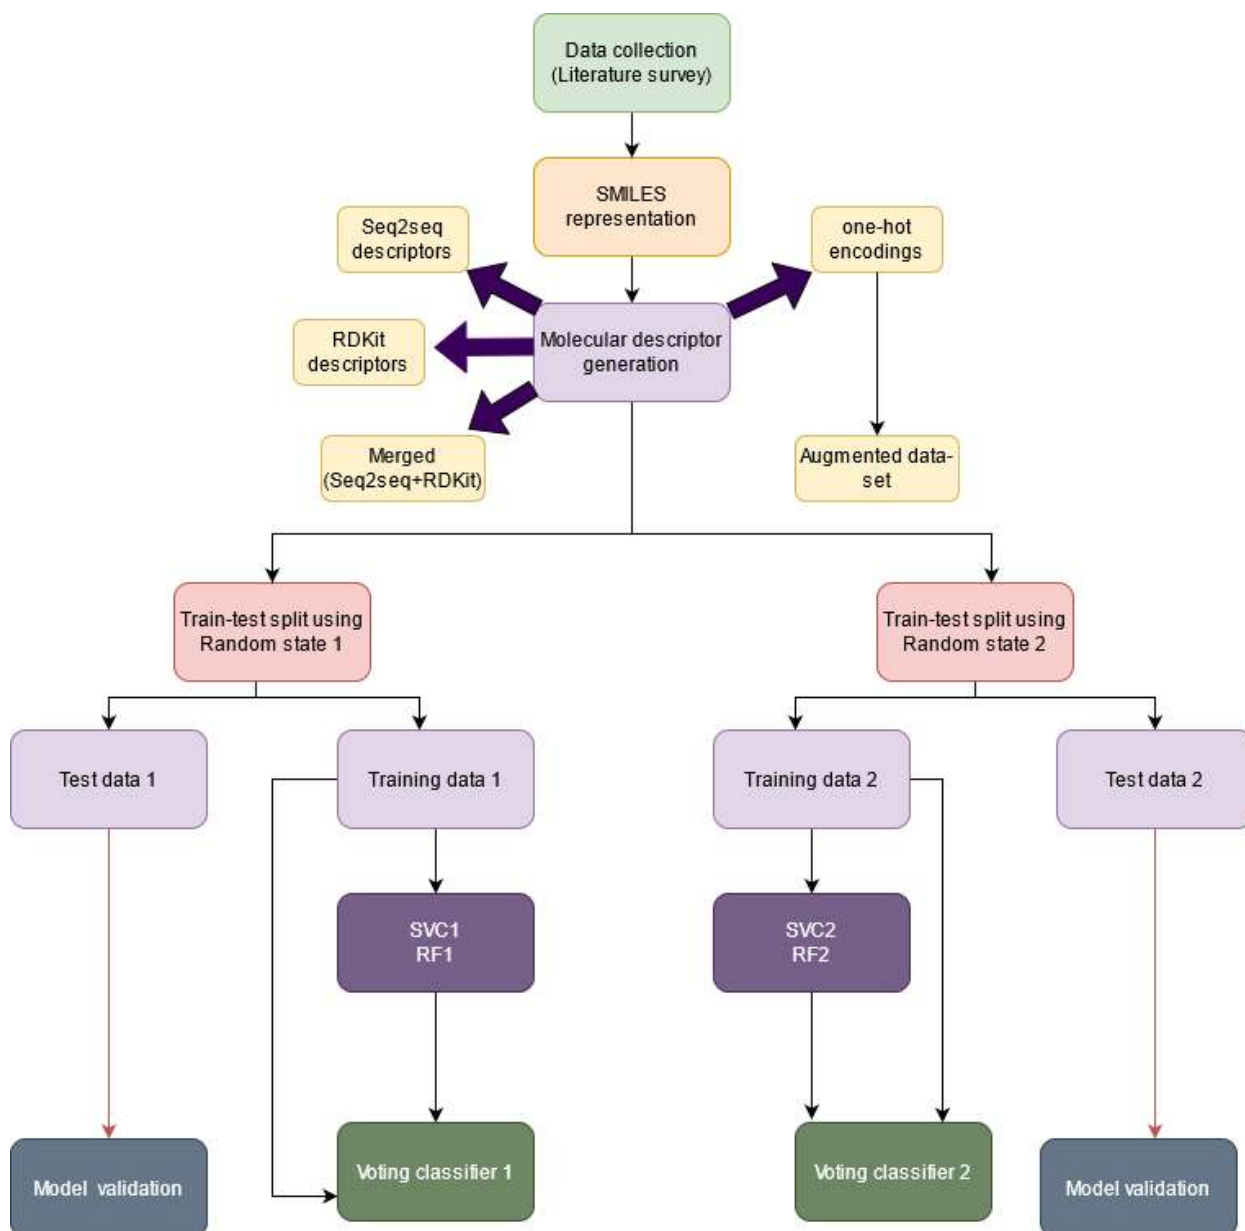 Data collection
(Literature survey)
SMILES
representation
Seq2seq
descriptors
one-hot
encodings
RDKit
descriptors
Molecular descriptor
generation
Merged
(Seq2seq+RDKit)
Augmented data-
set
Train-test split using
Random state 1
Train-test split using
Random state 2
Test data 1
Training data 1
Training data 2
Test data 2
SVC1
RF1
SVC2
RF2
Model validation
Voting classifier 1
Voting classifier 2
Model validation